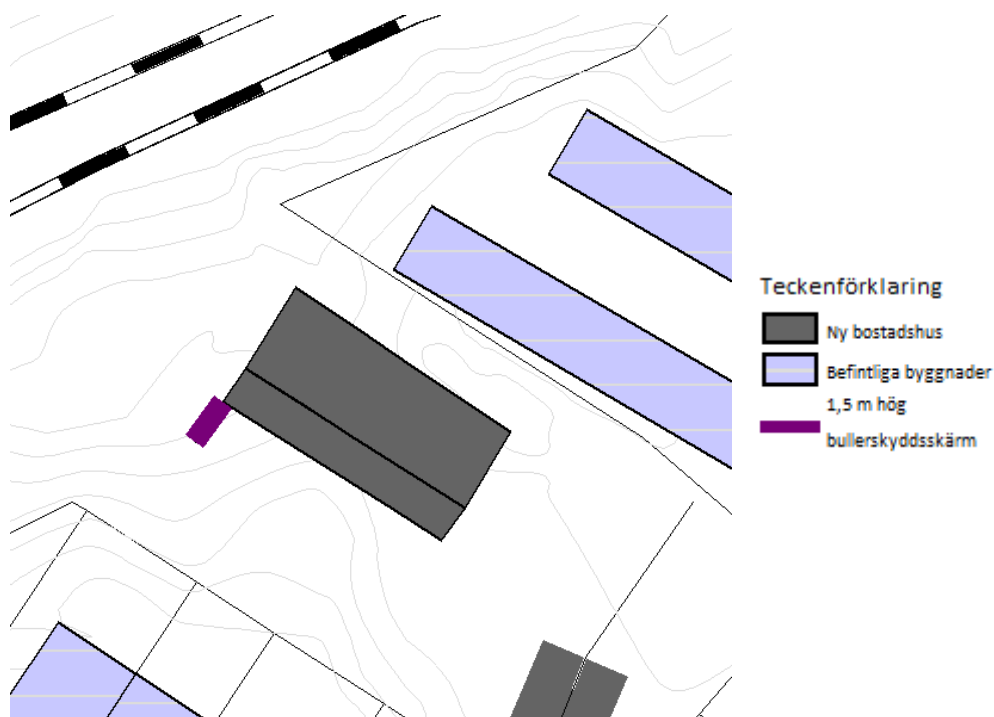 Teckenförklaring
Ny bostadshus
Befintliga byggnader
1,5 m hög
bullerskyddsskärm